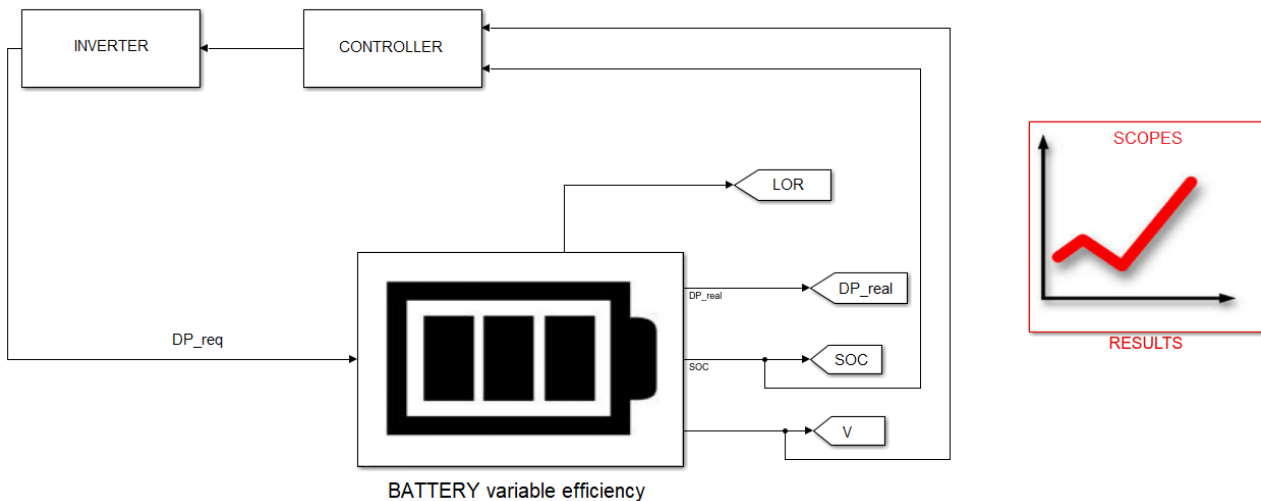 INVERTER
CONTROLLER
SCOPES
LOR
DP_real
DP_real
DP_req
SOC
SOC
RESULTS
V
BATTERY variable efficiency